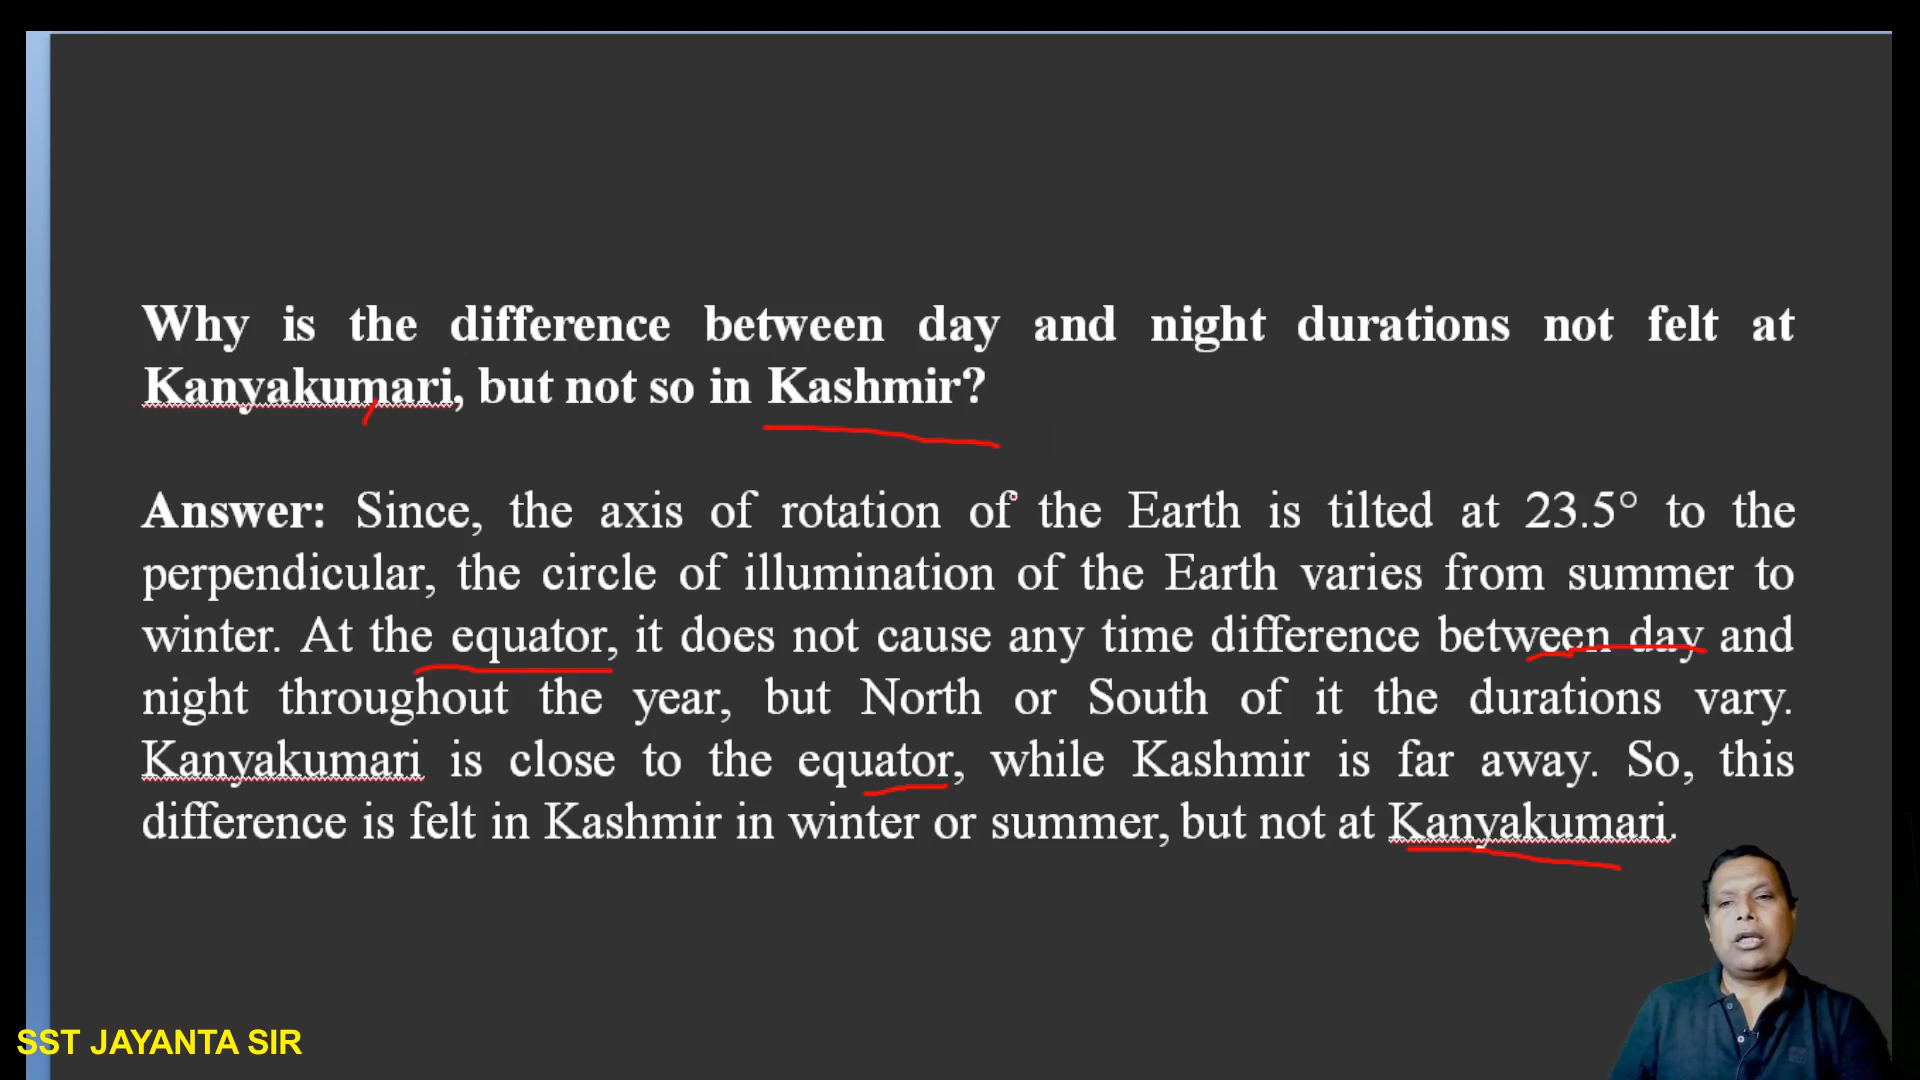 Why is the difference between day and night durations not felt at
Kanyakumari, but not so in Kashmir?
Answer: Since, the axis of rotation of the Earth is tilted at 23.5° to the
perpendicular, the circle of illumination of the Earth varies from summer to
winter. At the equator, it does not cause any time difference between day and
night throughout the year, but North or South of it the durations vary.
Kanyakumari is close to the equator, while Kashmir is far away. So, this
difference is felt in Kashmir in winter or summer, but not at Kanyakumari.
SST JAYANTA SIR